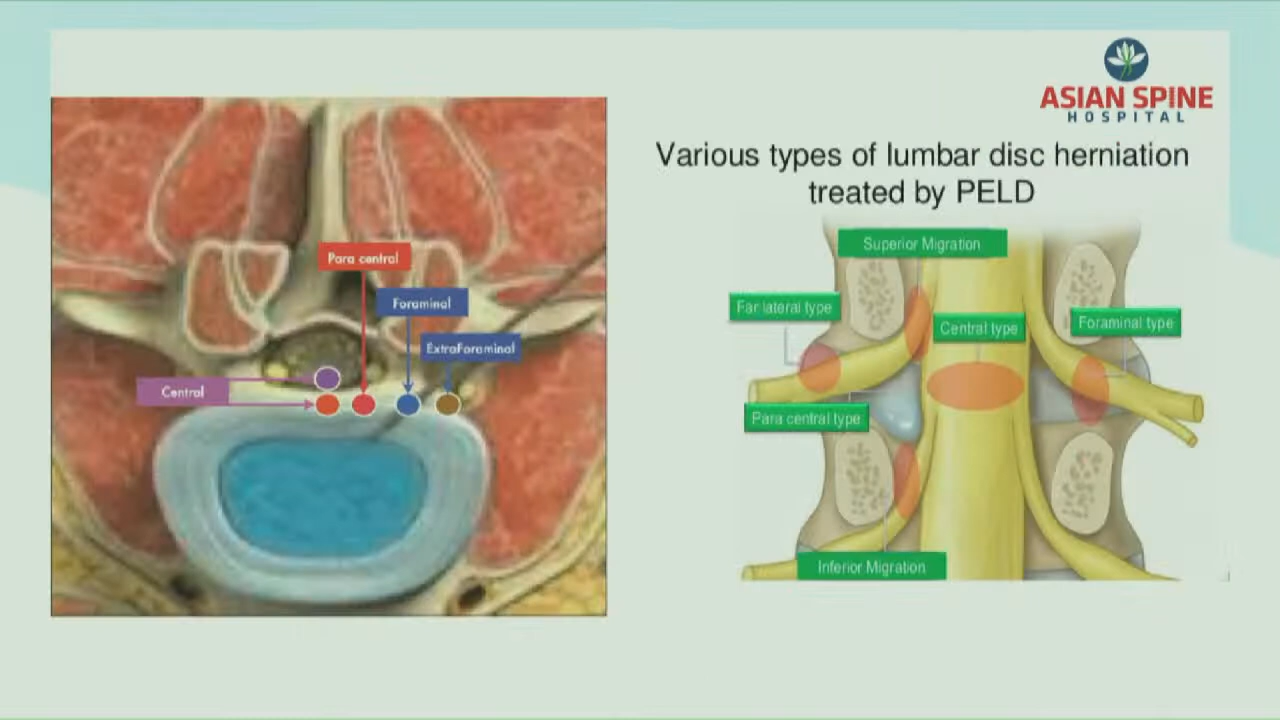 ASIAN SPINE
HOSPITAL
Various types of lumbar disc herniation
treated by PELD
Para central
Foraminal
ExtraForaminal
Central
Superior Migration
Far lateral type
Central type
Foraminal type
Para central type
Inferior Migration